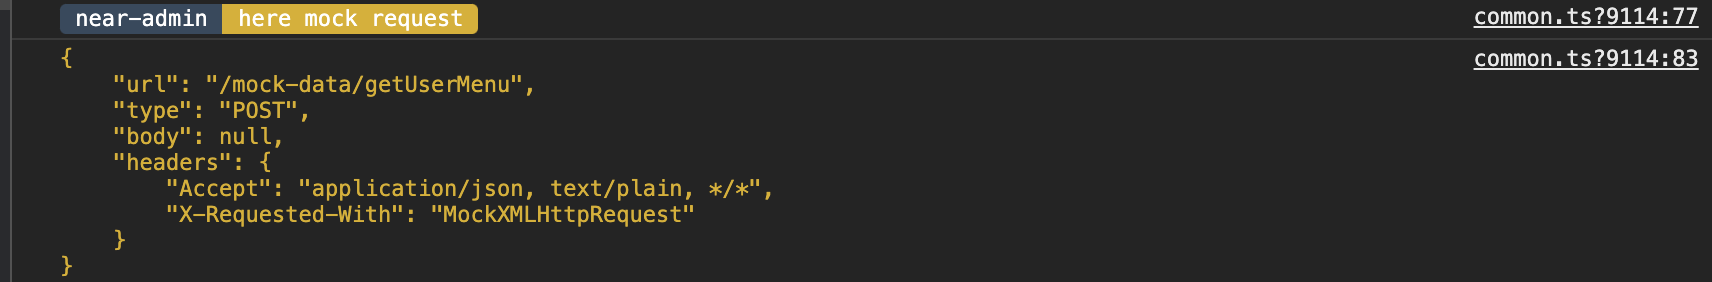 near-admin here mock request common.ts?9114:77
{ common.ts?9114:83
    "url": "/mock-data/getUserMenu",
    "type": "POST",
    "body": null,
    "headers": {
        "Accept": "application/json, text/plain, */*",
        "X-Requested-With": "MockXMLHttpRequest"
    }
}